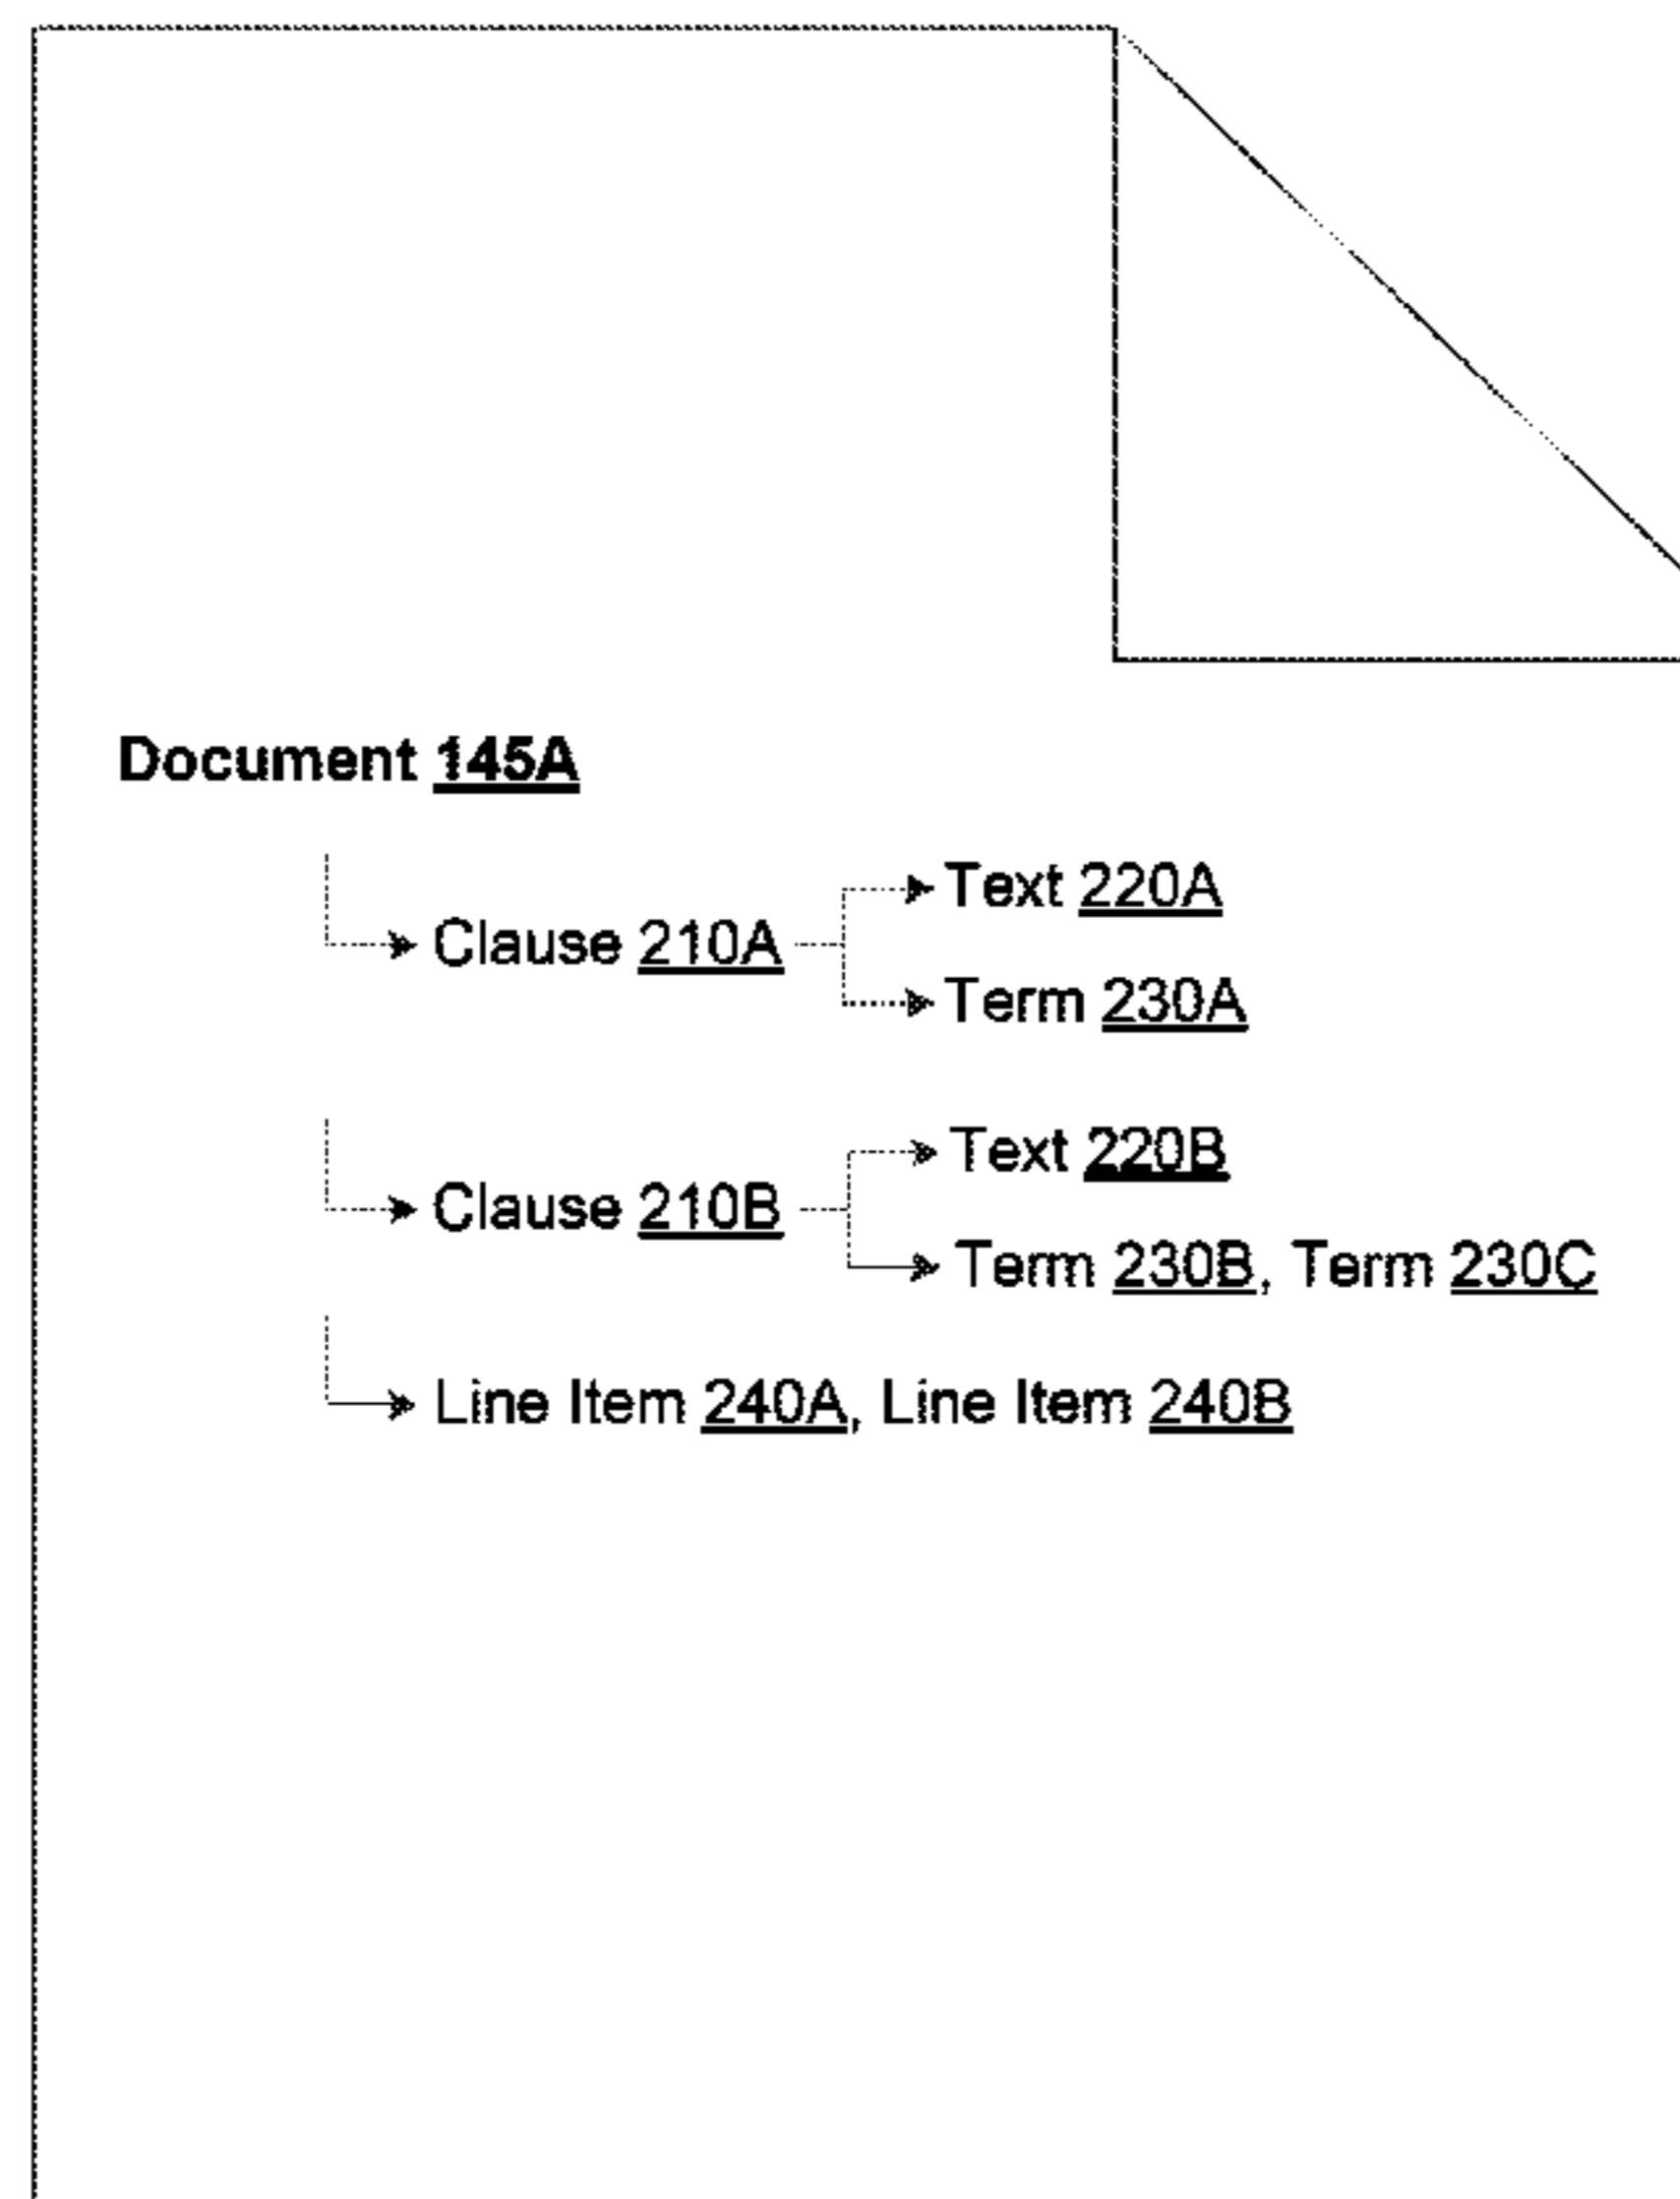 Document 145A
Text 220A
Clause 210A
Term 230A
Text 220B
Clause 210B
Term 230B, Term 230C
Line Item 240A, Line Item 240B